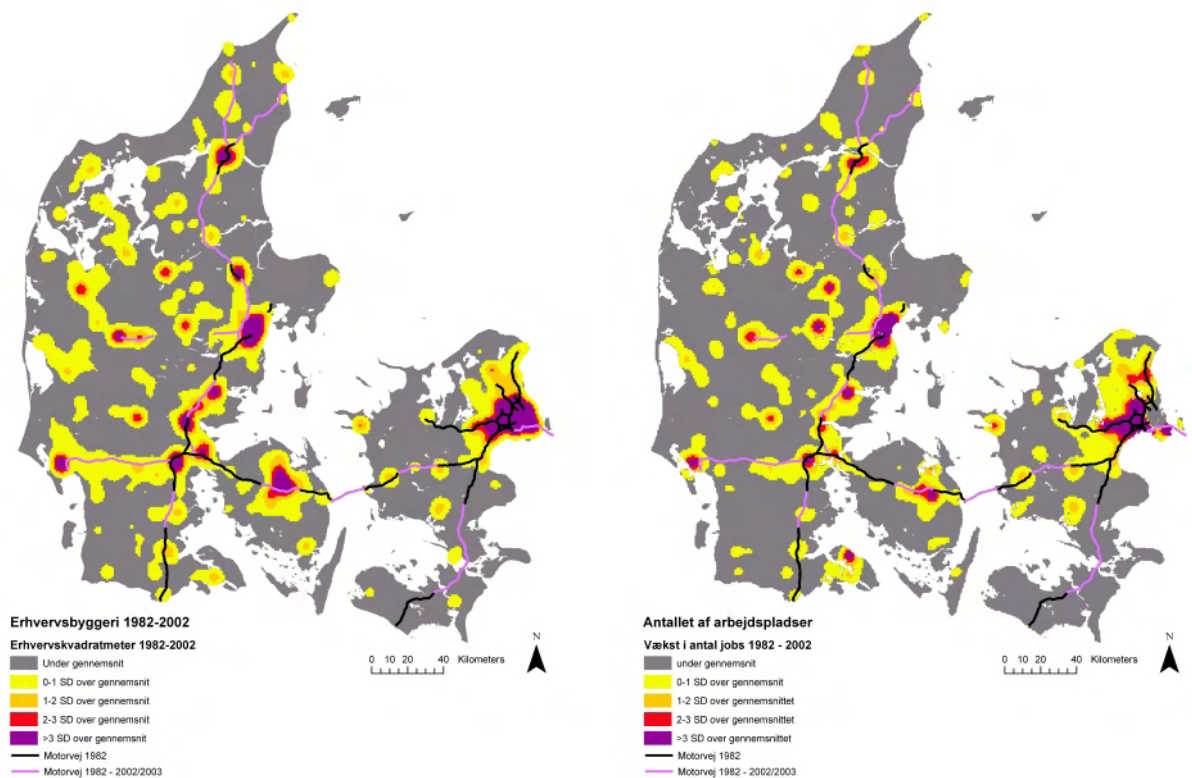 Erhvervsbyggeri 1982-2002
Erhvervskvadratmeter 1982-2002
Under gennemsnit
0-1 SD over gennemsnit
1-2 SD over gennemsnit
2-3 SD over gennemsnit
>3 SD over gennemsnit
Motorvej 1982
Motorvej 1982 - 2002/2003
0 10 20 40 Kilometers
N
Antallet af arbejdspladser
Vækst i antal jobs 1982 - 2002
under gennemsnit
0-1 SD over gennemsnittet
1-2 SD over gennemsnittet
2-3 SD over gennemsnittet
>3 SD over gennemsnittet
Motorvej 1982
Motorvej 1982 - 2002/2003
0 10 20 40 Kilometers
N